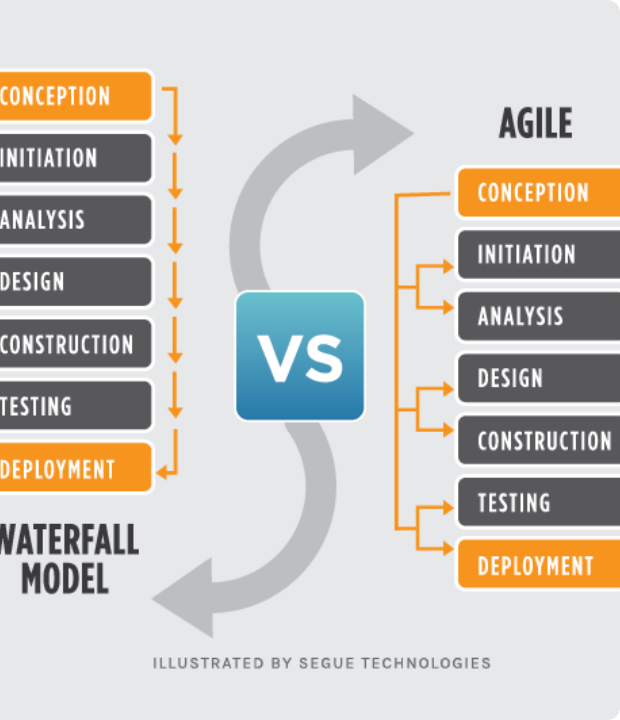 CONCEPTION
INITIATION
ANALYSIS
DESIGN
CONSTRUCTION
TESTING
DEPLOYMENT
WATERFALL
MODEL
VS
AGILE
CONCEPTION
INITIATION
ANALYSIS
DESIGN
CONSTRUCTION
TESTING
DEPLOYMENT
ILLUSTRATED BY SEGUE TECHNOLOGIES